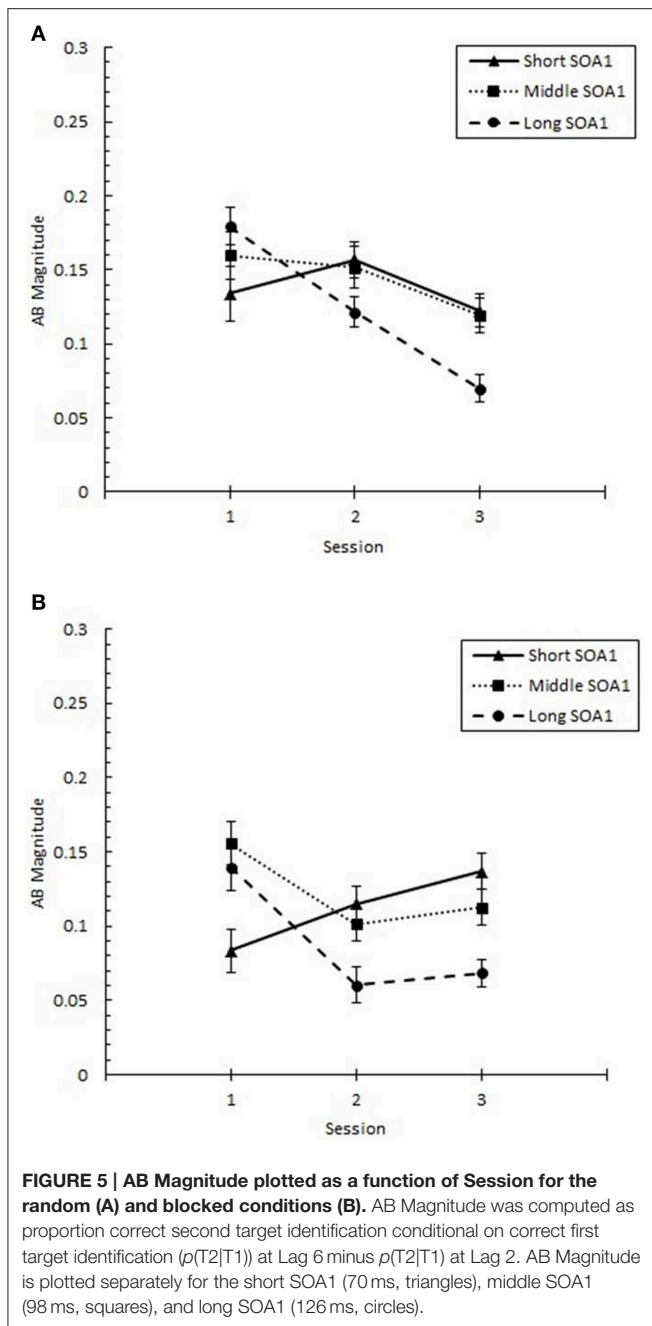 A
0.3
0.25
0.2
0.15
0.1
0.05
0
AB Magnitude
Short SOA1
Middle SOA1
Long SOA1
1 2 3
Session
B
0.3
0.25
0.2
0.15
0.1
0.05
0
AB Magnitude
Short SOA1
Middle SOA1
Long SOA1
1 2 3
Session
FIGURE 5 | AB Magnitude plotted as a function of Session for the
random (A) and blocked conditions (B). AB Magnitude was computed as
proportion correct second target identification conditional on correct first
target identification (p(T2|T1)) at Lag 6 minus p(T2|T1) at Lag 2. AB Magnitude
is plotted separately for the short SOA1 (70 ms, triangles), middle SOA1
(98 ms, squares), and long SOA1 (126 ms, circles).